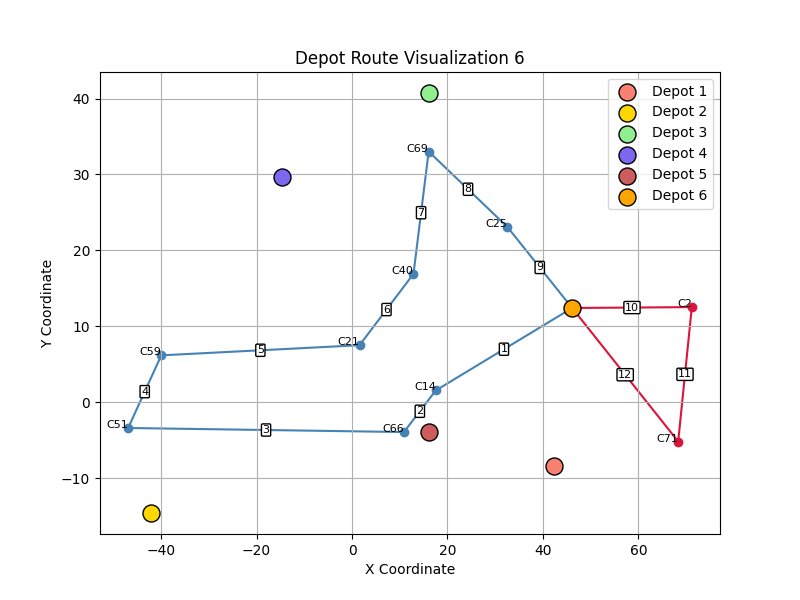 Depot Route Visualization 6
Y Coordinate
40
30
20
10
0
−10
−40
−20
0
20
40
60
X Coordinate
Depot 1
Depot 2
Depot 3
Depot 4
Depot 5
Depot 6
C69
C25
C40
C21
C59
C51
C66
C14
C2
C71
1
2
3
4
5
6
7
8
9
10
11
12